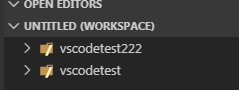 OPEN EDITORS
UNTITLED (WORKSPACE)
vscodetest222
vscodetest